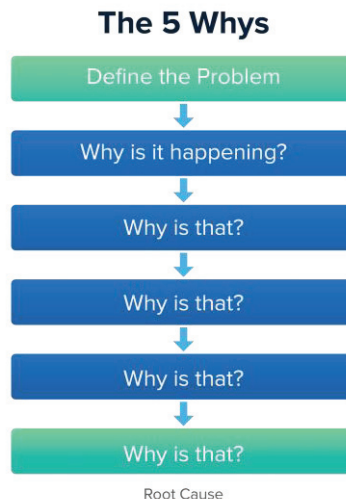 The 5 Whys
Define the Problem
Why is it happening?
Why is that?
Why is that?
Why is that?
Why is that?
Root Cause